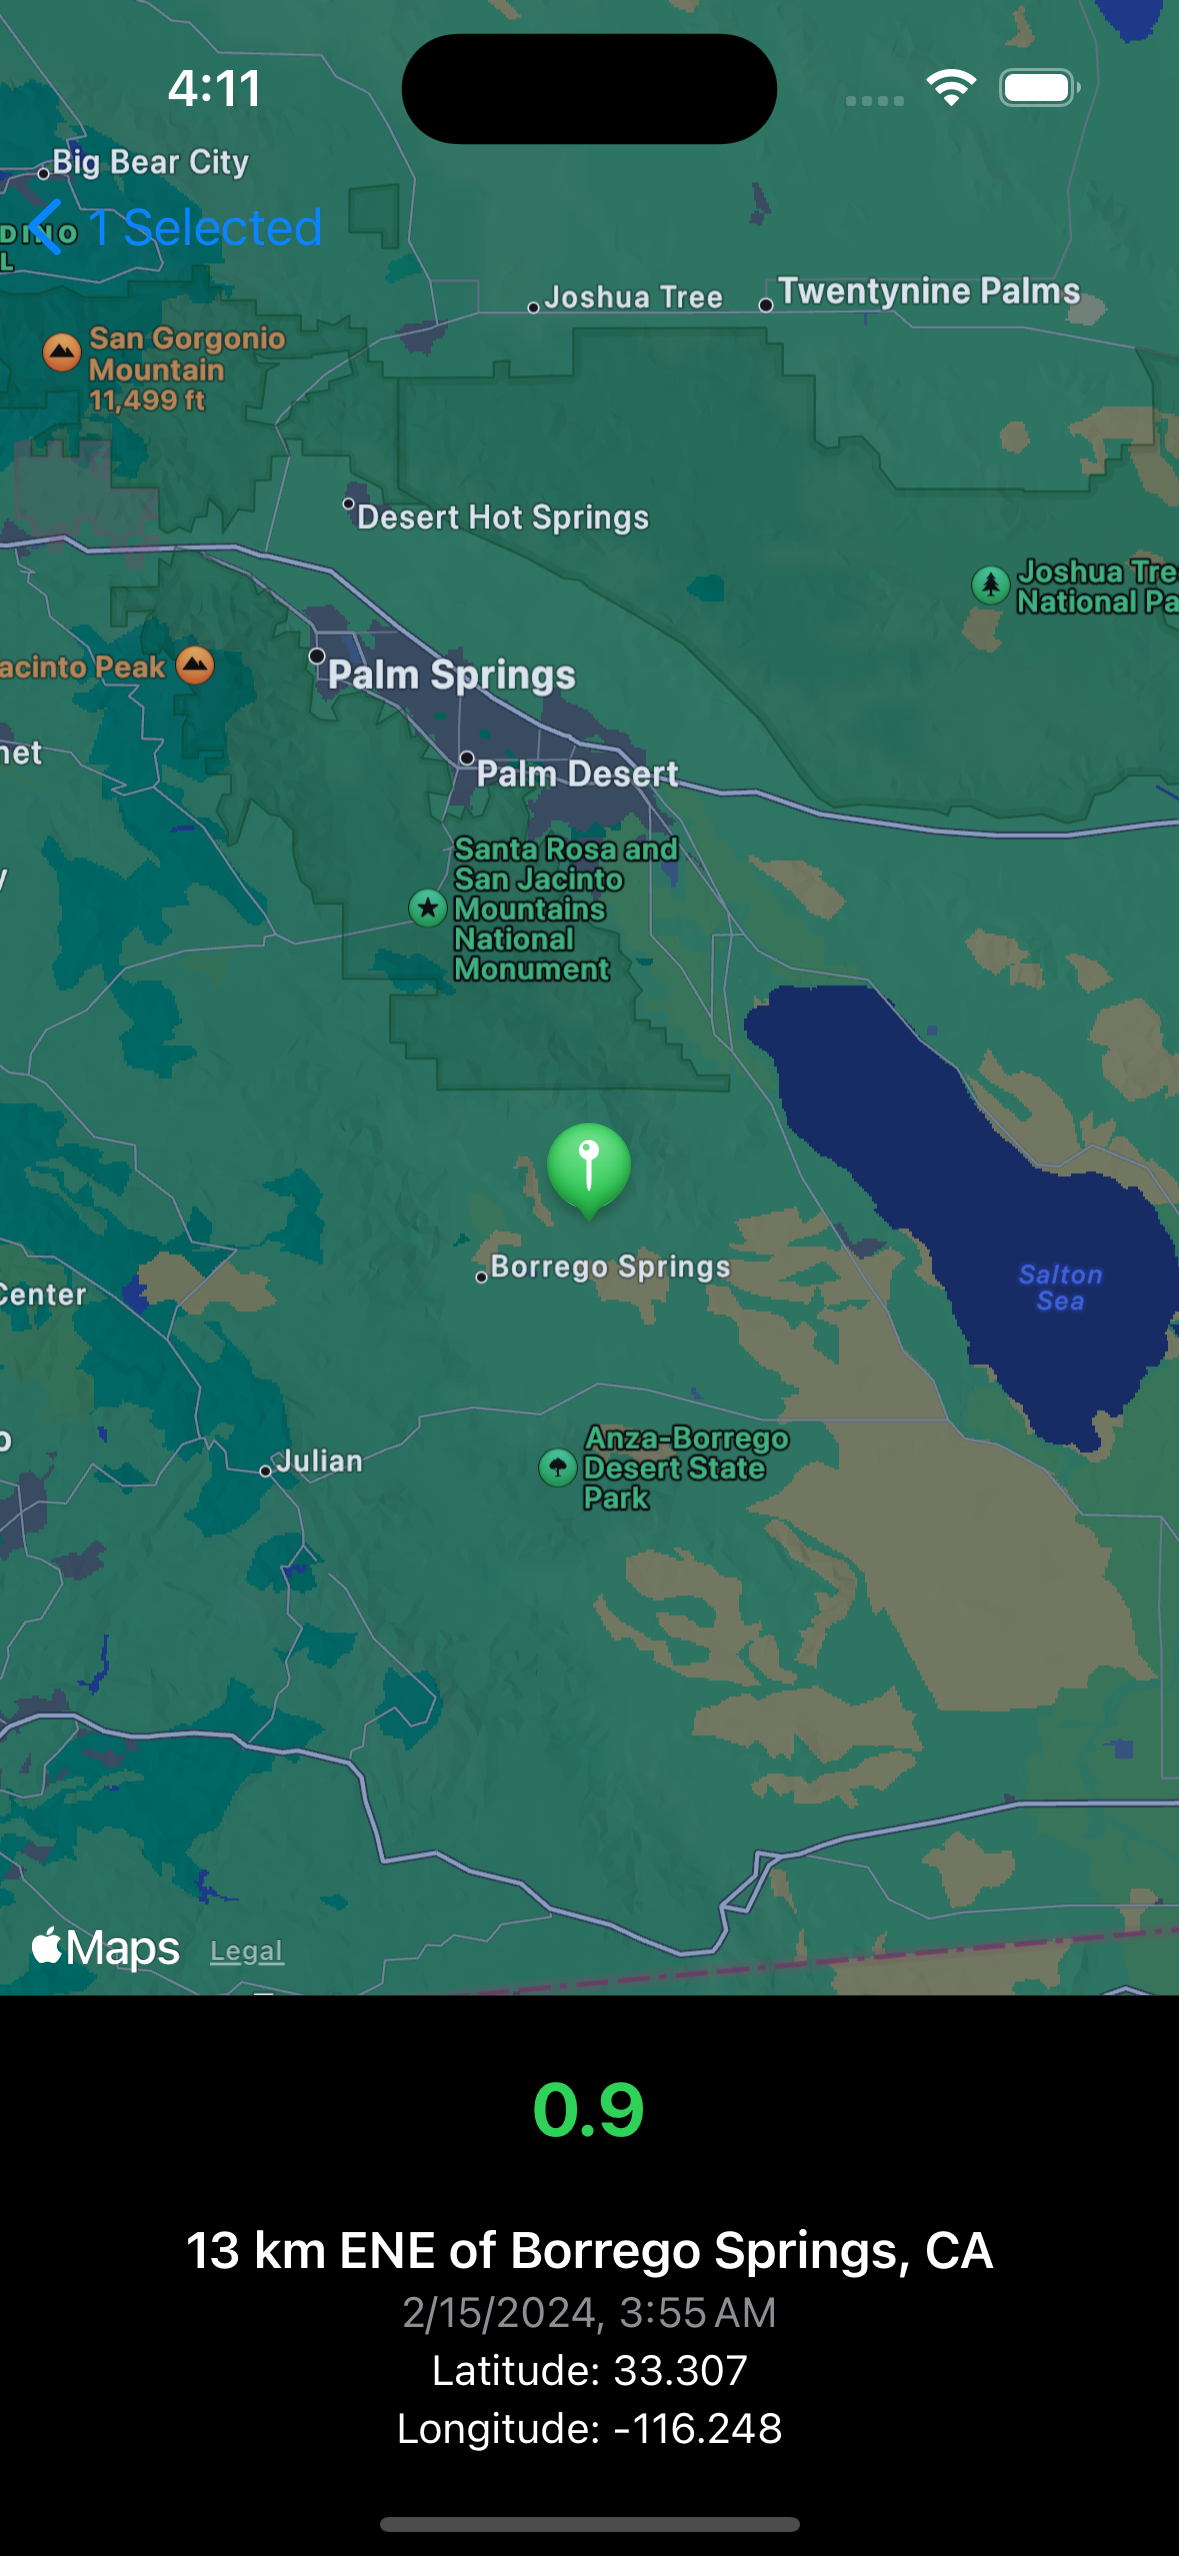 4:11
Big Bear City
DINO
L
1 Selected
Joshua Tree
Twentynine Palms
San Gorgonio
Mountain
11,499 ft
Desert Hot Springs
Joshua Tre
National Pa
acinto Peak
Palm Springs
net
Palm Desert
Santa Rosa and
San Jacinto
Mountains
National
Monument
y
Borrego Springs
Salton
Sea
Center
o
Julian
Anza-Borrego
Desert State
Park
Maps
Legal
0.9
13 km ENE of Borrego Springs, CA
2/15/2024, 3:55 AM
Latitude: 33.307
Longitude: -116.248